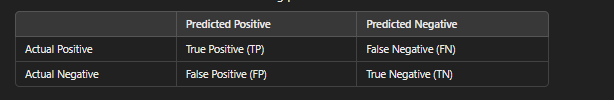 Predicted Positive Predicted Negative
Actual Positive True Positive (TP) False Negative (FN)
Actual Negative False Positive (FP) True Negative (TN)